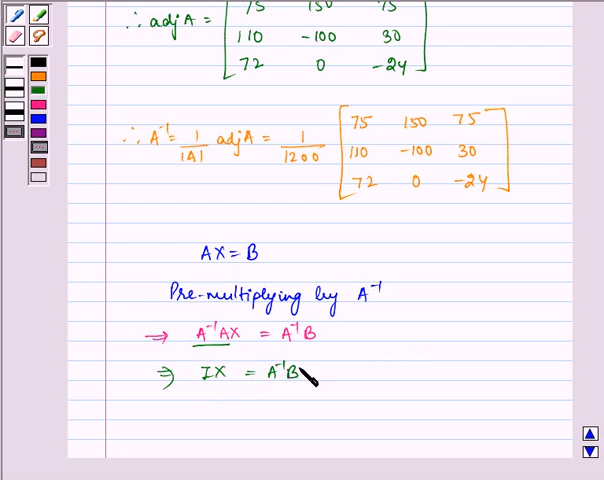 75 150 75
∴ adj A =
110 -100 30
72 0 -24
75 150 75
∴ A⁻¹ = 1/|A| adj A = 1/1200
110 -100 30
72 0 -24
AX = B
Pre-multiplying by A⁻¹
⇒ A⁻¹AX = A⁻¹B
⇒ IX = A⁻¹B